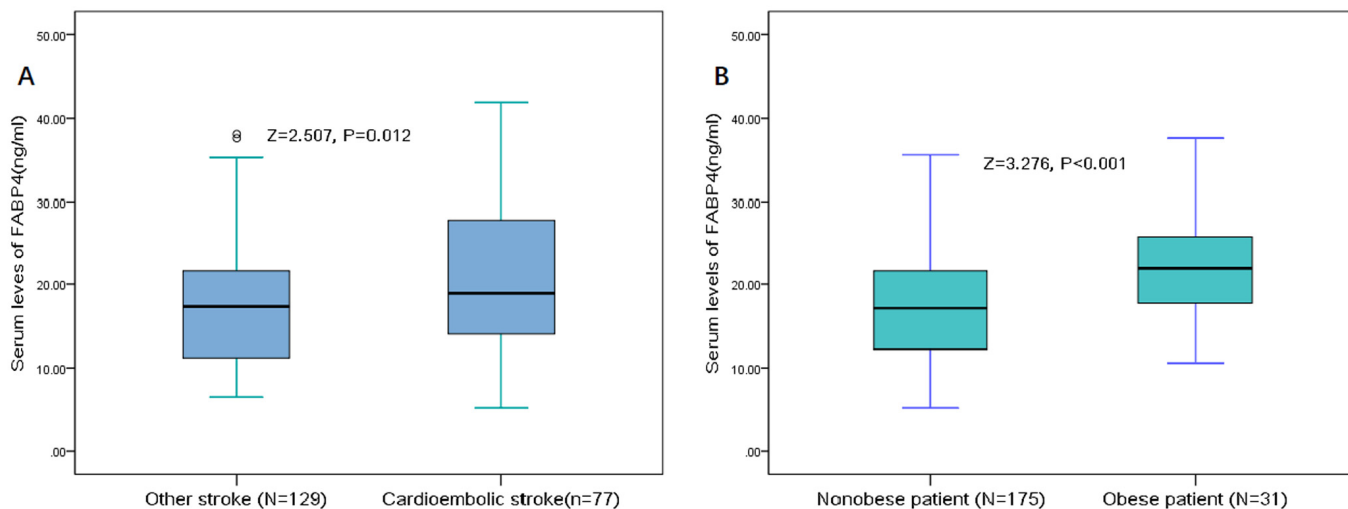 A
Serum levels of FABP4(ng/ml)
50.00
40.00
30.00
20.00
10.00
.00
Z=2.507, P=0.012
Other stroke (N=129)
Cardioembolic stroke(n=77)
B
Serum levels of FABP4(ng/ml)
50.00
40.00
30.00
20.00
10.00
.00
Z=3.276, P<0.001
Nonobese patient (N=175)
Obese patient (N=31)